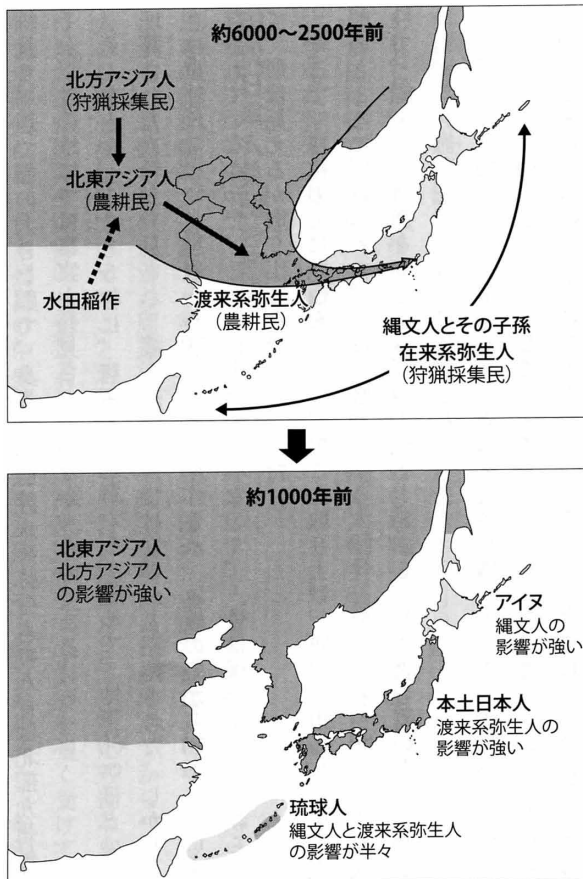 約6000〜2500年前
北方アジア人
(狩猟採集民)
北東アジア人
(農耕民)
水田稲作
渡来系弥生人
(農耕民)
縄文人とその子孫
在来系弥生人
(狩猟採集民)
約1000年前
北東アジア人
北方アジア人
の影響が強い
アイヌ
縄文人の
影響が強い
本土日本人
渡来系弥生人の
影響が強い
琉球人
縄文人と渡来系弥生人
の影響が半々